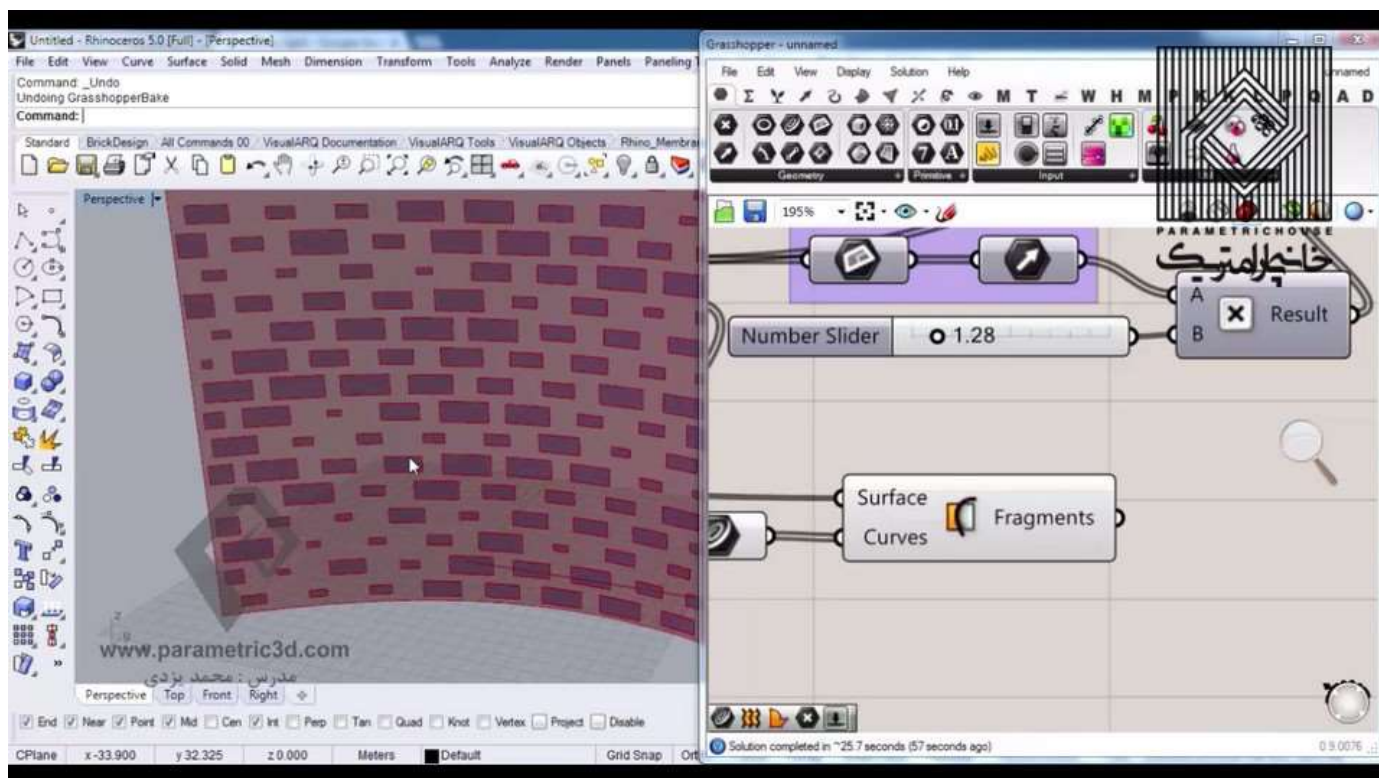 Untitled - Rhinoceros 5.0 [Full] - [Perspective]
File Edit View Curve Surface Solid Mesh Dimension Transform Tools Analyze Render Panels Paneling
Command: _Undo
Undoing GrasshopperBake
Command:
Standard BrickDesign All Commands 00 VisualARQ Documentation VisualARQ Tools VisualARQ Objects Rhino_Membra
Perspective
www.parametric3d.com
مدرس : محمد یزدی
Perspective Top Front Right
End Near Point Mid Cen Int Perp Tan Quad Knot Vertex Project Disable
CPlane x -33.900 y 32.325 z 0.000 Meters Default Grid Snap Ort
Grasshopper - unnamed
File Edit View Display Solution Help
unnamed
M T W H M P K L P Q A D
Geometry Primitive Input
195%
PARAMETRICHOUSE
خانه پارامتریک
A
B
Result
Number Slider 1.28
Surface
Curves
Fragments
Solution completed in ~25.7 seconds (57 seconds ago)
0.9.0076